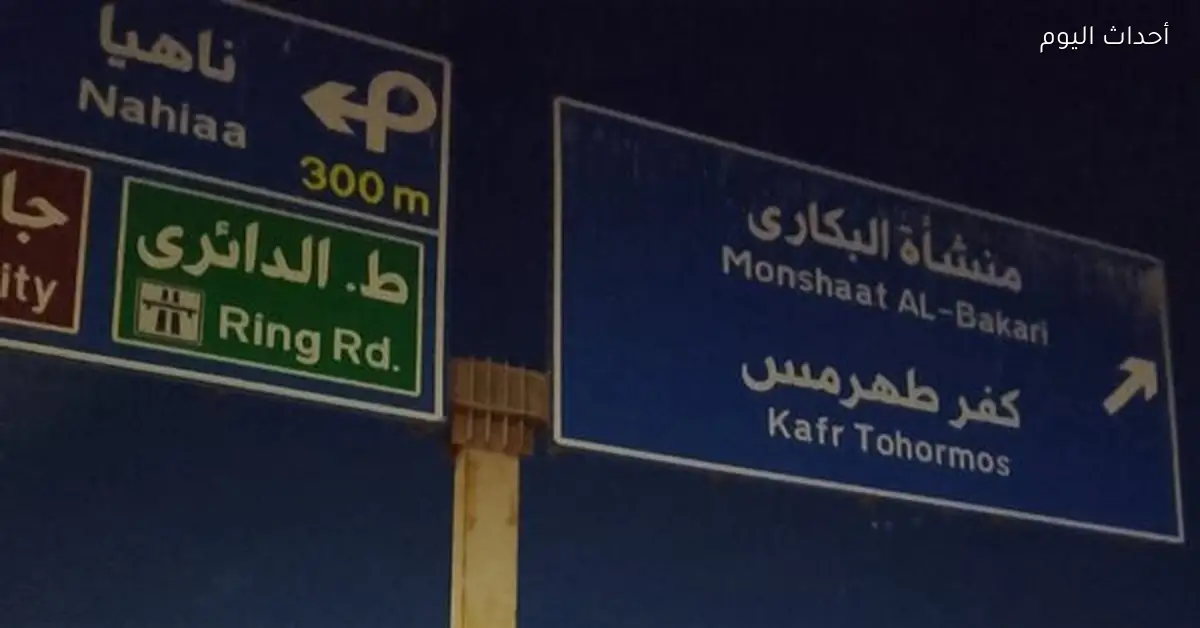 أحداث اليوم
ناهيا
Nahiaa
300 m
ط. الدائرى
Ring Rd.
منشأة البكارى
Monshaat AL-Bakari
كفر طهرمس
Kafr Tohormos